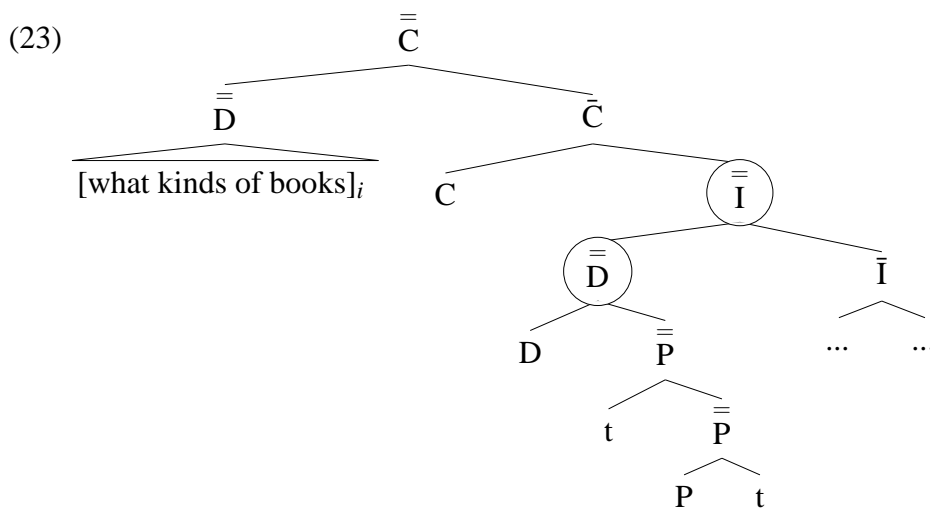 (23)
C̿
D̿ C̄
[what kinds of books]i C I̿
D̿ Ī
D P̿ ... ...
t P̿
P t